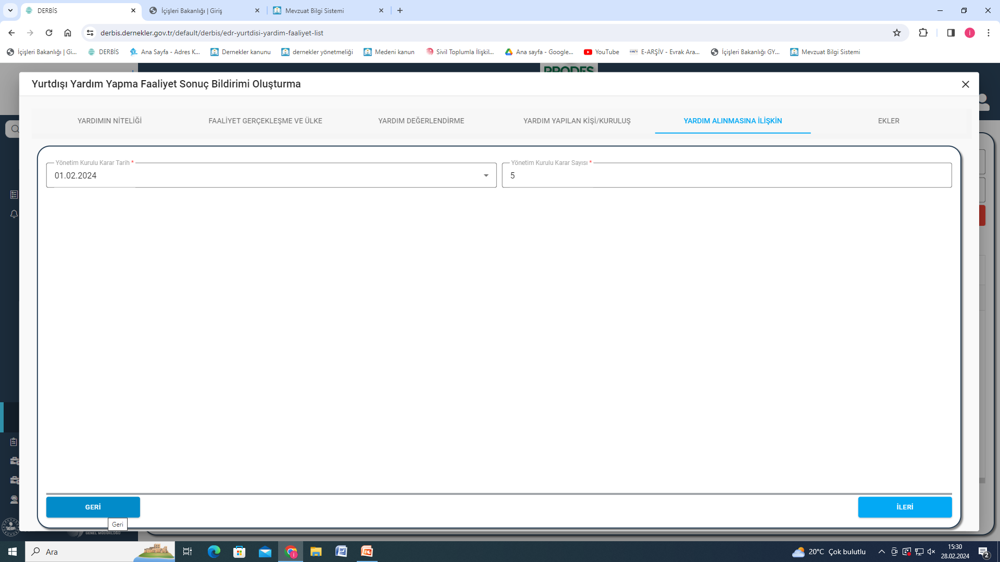 DERBİS
İçişleri Bakanlığı | Giriş
Mevzuat Bilgi Sistemi
derbis.dernekler.gov.tr/default/derbis/edr-yurtdisi-yardim-faaliyet-list
İçişleri Bakanlığı | Gi...
DERBİS
Ana Sayfa - Adres K...
Dernekler kanunu
dernekler yönetmeliği
Medeni kanun
Sivil Toplumla İlişkil...
Ana sayfa - Google...
YouTube
E-ARŞİV - Evrak Ara...
İçişleri Bakanlığı GY...
Mevzuat Bilgi Sistemi
PRODES
Yurtdışı Yardım Yapma Faaliyet Sonuç Bildirimi Oluşturma
YARDIMIN NİTELİĞİ
FAALİYET GERÇEKLEŞME VE ÜLKE
YARDIM DEĞERLENDİRME
YARDIM YAPILAN KİŞİ/KURULUŞ
YARDIM ALINMASINA İLİŞKİN
EKLER
Yönetim Kurulu Karar Tarih *
01.02.2024
Yönetim Kurulu Karar Sayısı *
5
GERİ
İLERİ
Geri
GENEL MÜDÜRLÜĞÜ
Ara
20°C Çok bulutlu
15:30
28.02.2024
2